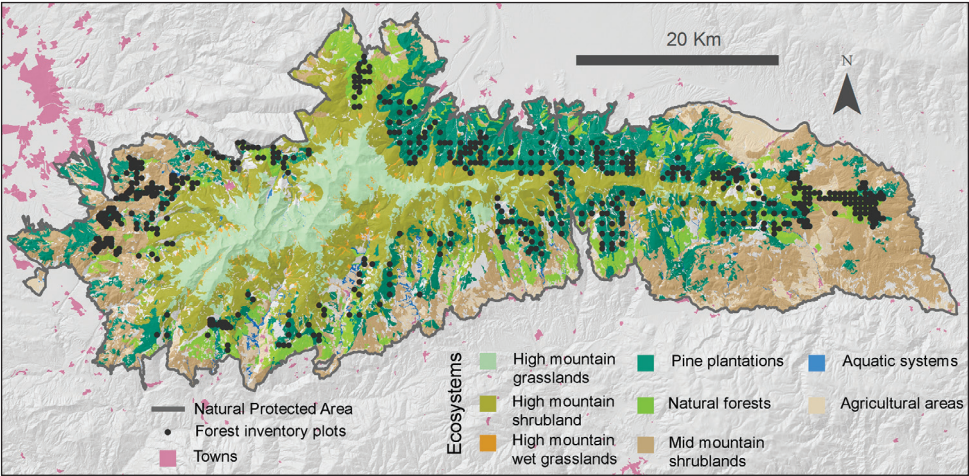 20 Km
N
Ecosystems
High mountain
grasslands
Pine plantations
Aquatic systems
High mountain
shrubland
Natural forests
Agricultural areas
High mountain
wet grasslands
Mid mountain
shrublands
Natural Protected Area
Forest inventory plots
Towns